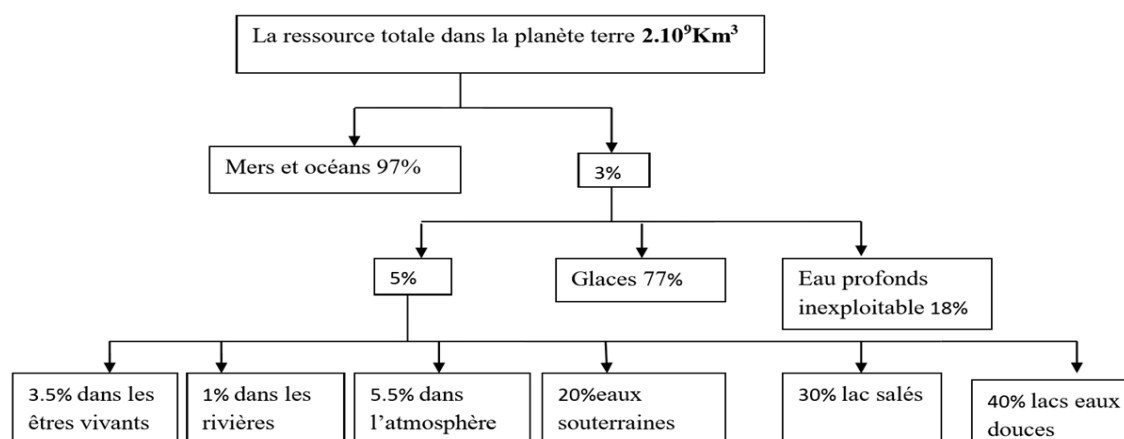 La ressource totale dans la planète terre 2.10⁹Km³
Mers et océans 97%
3%
5%
Glaces 77%
Eau profonds
inexploitable 18%
3.5% dans les
êtres vivants
1% dans les
rivières
5.5% dans
l'atmosphère
20%eaux
souterraines
30% lac salés
40% lacs eaux
douces